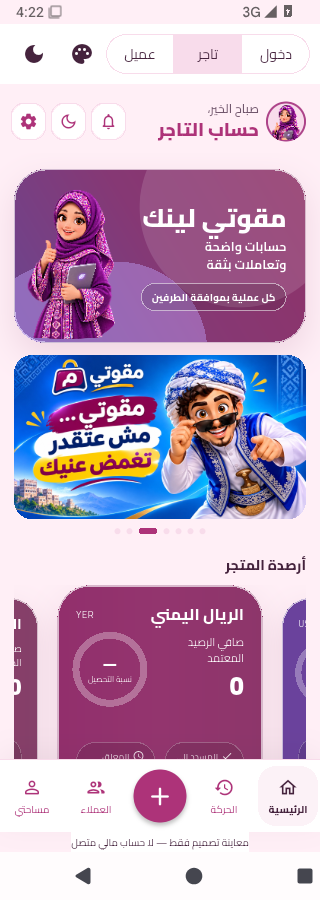 4:22
3G
دخول
تاجر
عميل
صباح الخير،
حساب التاجر
مقوتي لينك
حسابات واضحة
وتعاملات بثقة
كل عملية بموافقة الطرفين
مقوتي
مقوتي...
مش عتقدر
تغمض عنيك
أرصدة المتجر
الريال اليمني
YER
صافي الرصيد
المعتمد
0
—
نسبة التحصيل
المسدد ال
المعلق
الرئيسية
الحركة
العملاء
مساحتي
معاينة تصميم فقط — لا حساب مالي متصل